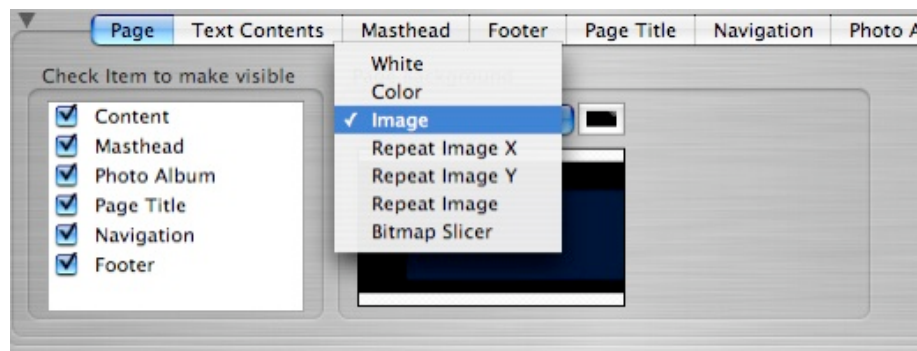 Page Text Contents Masthead Footer Page Title Navigation Photo A
Check Item to make visible
Content
Masthead
Photo Album
Page Title
Navigation
Footer
White
Color
Image
Repeat Image X
Repeat Image Y
Repeat Image
Bitmap Slicer